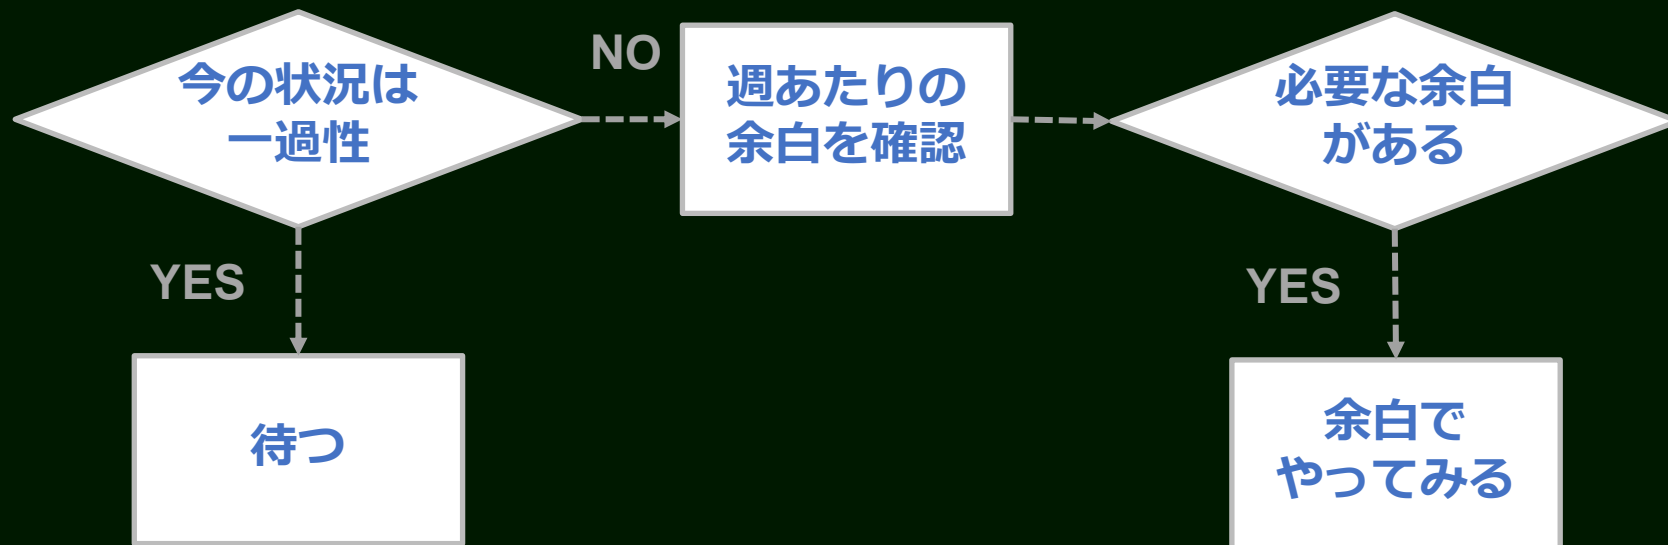 今の状況は
一過性
NO
週あたりの
余白を確認
必要な余白
がある
YES
YES
待つ
余白で
やってみる